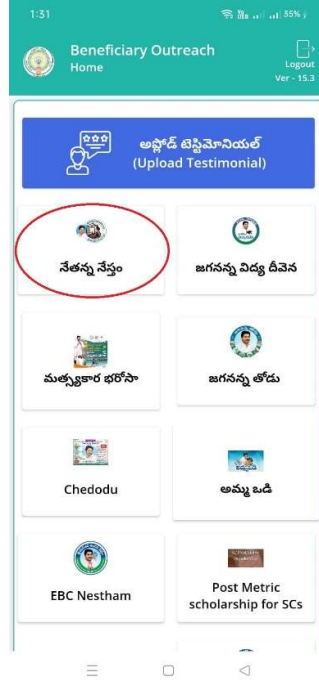 1:31
35%
Beneficiary Outreach
Home
Logout
Ver - 15.3
అప్లోడ్ టెస్టిమోనియల్
(Upload Testimonial)
నేతన్న నేస్తం
జగనన్న విద్య దీవెన
మత్స్యకార భరోసా
జగనన్న తోడు
Chedodu
అమ్మ ఒడి
EBC Nestham
Post Metric
scholarship for SCs